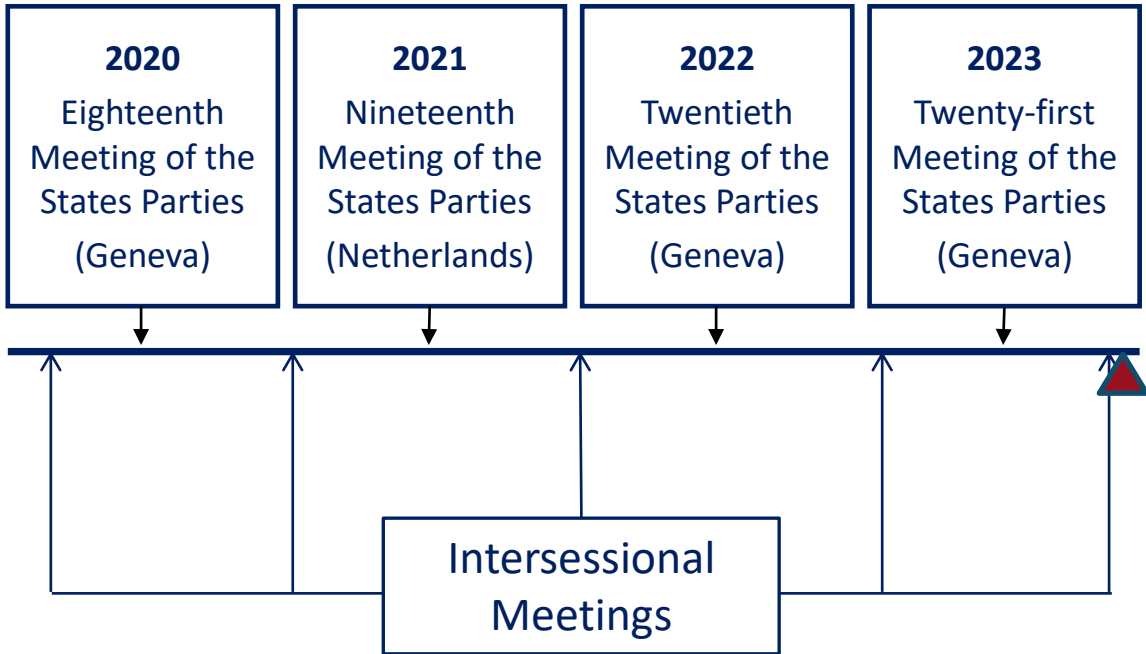 2020
Eighteenth
Meeting of the
States Parties
(Geneva)
2021
Nineteenth
Meeting of the
States Parties
(Netherlands)
2022
Twentieth
Meeting of the
States Parties
(Geneva)
2023
Twenty-first
Meeting of the
States Parties
(Geneva)
Intersessional
Meetings